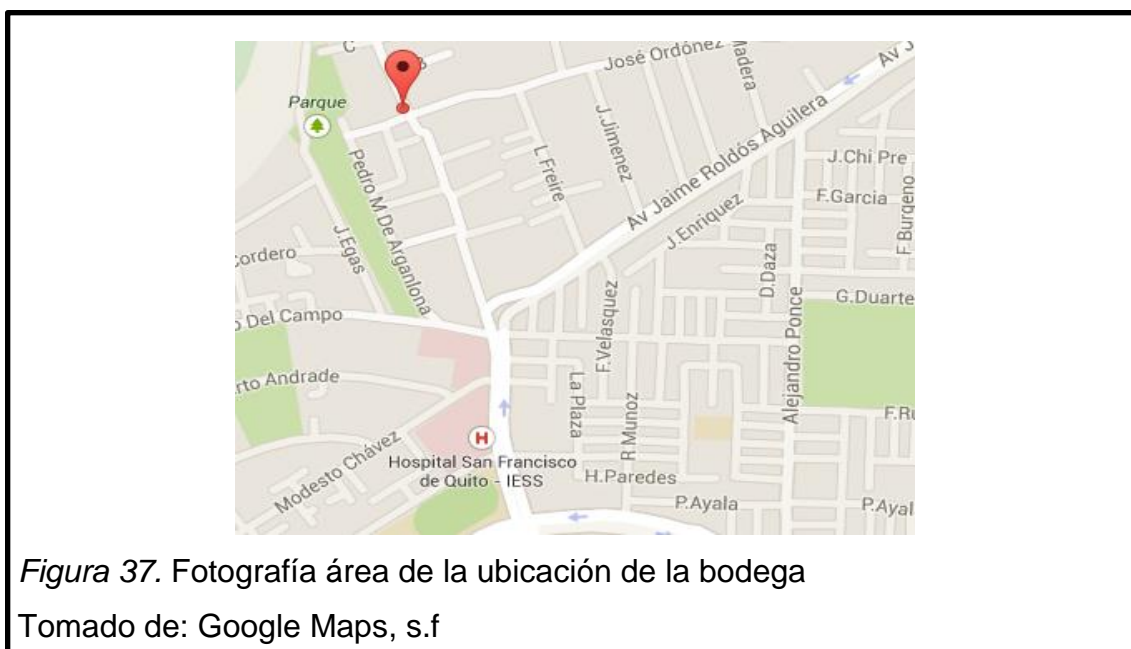 C
B
José Ordónez
Madera
Av J
Parque
J.Jimenez
L Freire
Av Jaime Roldós Aguilera
J.Chi Pre
F.Garcia
F.Burgeno
J.Enriquez
Pedro M De Arganlona
J.Egas
cordero
D.Daza
G.Duarte
o Del Campo
F.Velasquez
Alejandro Ponce
rto Andrade
La Plaza
R Munoz
F.Ru
H
Hospital San Francisco
de Quito - IESS
Modesto Chávez
H.Paredes
P.Ayala
P.Ayal
Figura 37. Fotografía área de la ubicación de la bodega
Tomado de: Google Maps, s.f